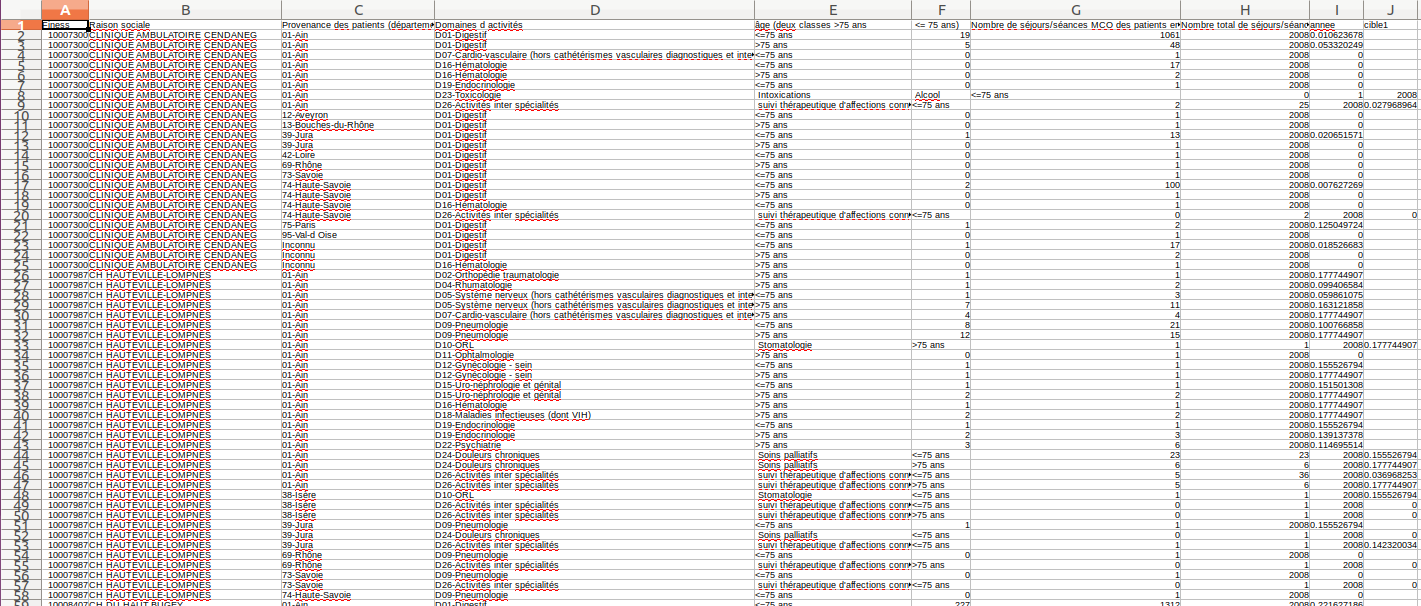 A B C D E F G H I J
1 Finess Raison sociale Provenance des patients (départeme Domaines d activités âge (deux classes >75 ans <= 75 ans) Nombre de séjours/séances MCO des patients en Nombre total de séjours/séan annee cible1
2 10007300 CLINIQUE AMBULATOIRE CENDANEG 01-Ain D01-Digestif <=75 ans 19 1061 2008 0.010623678
3 10007300 CLINIQUE AMBULATOIRE CENDANEG 01-Ain D01-Digestif >75 ans 5 48 2008 0.053320249
4 10007300 CLINIQUE AMBULATOIRE CENDANEG 01-Ain D07-Cardio-vasculaire (hors cathétérismes vasculaires diagnostiques et inte <=75 ans 0 1 2008 0
5 10007300 CLINIQUE AMBULATOIRE CENDANEG 01-Ain D16-Hématologie <=75 ans 0 17 2008 0
6 10007300 CLINIQUE AMBULATOIRE CENDANEG 01-Ain D16-Hématologie >75 ans 0 2 2008 0
7 10007300 CLINIQUE AMBULATOIRE CENDANEG 01-Ain D19-Endocrinologie <=75 ans 0 1 2008 0
8 10007300 CLINIQUE AMBULATOIRE CENDANEG 01-Ain D23-Toxicologie Intoxications Alcool <=75 ans 0 1 2008
9 10007300 CLINIQUE AMBULATOIRE CENDANEG 01-Ain D26-Activités inter spécialités suivi thérapeutique d'affections conn <=75 ans 2 25 2008 0.027968964
10 10007300 CLINIQUE AMBULATOIRE CENDANEG 12-Aveyron D01-Digestif <=75 ans 0 1 2008 0
11 10007300 CLINIQUE AMBULATOIRE CENDANEG 13-Bouches-du-Rhône D01-Digestif >75 ans 0 1 2008 0
12 10007300 CLINIQUE AMBULATOIRE CENDANEG 39-Jura D01-Digestif <=75 ans 1 13 2008 0.020651571
13 10007300 CLINIQUE AMBULATOIRE CENDANEG 39-Jura D01-Digestif >75 ans 0 1 2008 0
14 10007300 CLINIQUE AMBULATOIRE CENDANEG 42-Loire D01-Digestif <=75 ans 0 1 2008 0
15 10007300 CLINIQUE AMBULATOIRE CENDANEG 69-Rhône D01-Digestif >75 ans 0 1 2008 0
16 10007300 CLINIQUE AMBULATOIRE CENDANEG 73-Savoie D01-Digestif <=75 ans 0 1 2008 0
17 10007300 CLINIQUE AMBULATOIRE CENDANEG 74-Haute-Savoie D01-Digestif <=75 ans 2 100 2008 0.007627269
18 10007300 CLINIQUE AMBULATOIRE CENDANEG 74-Haute-Savoie D01-Digestif >75 ans 0 1 2008 0
19 10007300 CLINIQUE AMBULATOIRE CENDANEG 74-Haute-Savoie D16-Hématologie <=75 ans 0 1 2008 0
20 10007300 CLINIQUE AMBULATOIRE CENDANEG 74-Haute-Savoie D26-Activités inter spécialités suivi thérapeutique d'affections conn <=75 ans 0 2 2008 0
21 10007300 CLINIQUE AMBULATOIRE CENDANEG 75-Paris D01-Digestif <=75 ans 1 2 2008 0.125049724
22 10007300 CLINIQUE AMBULATOIRE CENDANEG 95-Val-d Oise D01-Digestif <=75 ans 0 1 2008 0
23 10007300 CLINIQUE AMBULATOIRE CENDANEG Inconnu D01-Digestif <=75 ans 1 17 2008 0.018526683
24 10007300 CLINIQUE AMBULATOIRE CENDANEG Inconnu D01-Digestif >75 ans 0 2 2008 0
25 10007300 CLINIQUE AMBULATOIRE CENDANEG Inconnu D16-Hématologie <=75 ans 0 1 2008 0
26 10007987 CH HAUTEVILLE-LOMPNES 01-Ain D02-Orthopédie traumatologie >75 ans 1 1 2008 0.177744907
27 10007987 CH HAUTEVILLE-LOMPNES 01-Ain D04-Rhumatologie >75 ans 1 2 2008 0.099406584
28 10007987 CH HAUTEVILLE-LOMPNES 01-Ain D05-Système nerveux (hors cathétérismes vasculaires diagnostiques et inte <=75 ans 1 3 2008 0.059861075
29 10007987 CH HAUTEVILLE-LOMPNES 01-Ain D05-Système nerveux (hors cathétérismes vasculaires diagnostiques et inte >75 ans 7 11 2008 0.163121858
30 10007987 CH HAUTEVILLE-LOMPNES 01-Ain D07-Cardio-vasculaire (hors cathétérismes vasculaires diagnostiques et inte >75 ans 4 4 2008 0.177744907
31 10007987 CH HAUTEVILLE-LOMPNES 01-Ain D09-Pneumologie <=75 ans 8 21 2008 0.100766858
32 10007987 CH HAUTEVILLE-LOMPNES 01-Ain D09-Pneumologie >75 ans 12 15 2008 0.177744907
33 10007987 CH HAUTEVILLE-LOMPNES 01-Ain D10-ORL Stomatologie >75 ans 1 1 2008 0.177744907
34 10007987 CH HAUTEVILLE-LOMPNES 01-Ain D11-Ophtalmologie >75 ans 0 1 2008 0
35 10007987 CH HAUTEVILLE-LOMPNES 01-Ain D12-Gynécologie - sein <=75 ans 1 1 2008 0.155526794
36 10007987 CH HAUTEVILLE-LOMPNES 01-Ain D12-Gynécologie - sein >75 ans 1 1 2008 0.177744907
37 10007987 CH HAUTEVILLE-LOMPNES 01-Ain D15-Uro-néphrologie et génital <=75 ans 1 1 2008 0.151501308
38 10007987 CH HAUTEVILLE-LOMPNES 01-Ain D15-Uro-néphrologie et génital >75 ans 2 2 2008 0.177744907
39 10007987 CH HAUTEVILLE-LOMPNES 01-Ain D16-Hématologie >75 ans 1 1 2008 0.177744907
40 10007987 CH HAUTEVILLE-LOMPNES 01-Ain D18-Maladies infectieuses (dont VIH) >75 ans 2 2 2008 0.177744907
41 10007987 CH HAUTEVILLE-LOMPNES 01-Ain D19-Endocrinologie <=75 ans 1 1 2008 0.155526794
42 10007987 CH HAUTEVILLE-LOMPNES 01-Ain D19-Endocrinologie >75 ans 2 3 2008 0.139137378
43 10007987 CH HAUTEVILLE-LOMPNES 01-Ain D22-Psychiatrie >75 ans 3 6 2008 0.114695514
44 10007987 CH HAUTEVILLE-LOMPNES 01-Ain D24-Douleurs chroniques Soins palliatifs <=75 ans 23 23 2008 0.155526794
45 10007987 CH HAUTEVILLE-LOMPNES 01-Ain D24-Douleurs chroniques Soins palliatifs >75 ans 6 6 2008 0.177744907
46 10007987 CH HAUTEVILLE-LOMPNES 01-Ain D26-Activités inter spécialités suivi thérapeutique d'affections conn <=75 ans 5 36 2008 0.036968253
47 10007987 CH HAUTEVILLE-LOMPNES 01-Ain D26-Activités inter spécialités suivi thérapeutique d'affections conn >75 ans 5 6 2008 0.177744907
48 10007987 CH HAUTEVILLE-LOMPNES 38-Isère D10-ORL Stomatologie <=75 ans 1 1 2008 0.155526794
49 10007987 CH HAUTEVILLE-LOMPNES 38-Isère D26-Activités inter spécialités suivi thérapeutique d'affections conn <=75 ans 0 1 2008 0
50 10007987 CH HAUTEVILLE-LOMPNES 38-Isère D26-Activités inter spécialités suivi thérapeutique d'affections conn >75 ans 0 1 2008 0
51 10007987 CH HAUTEVILLE-LOMPNES 39-Jura D09-Pneumologie <=75 ans 1 1 2008 0.155526794
52 10007987 CH HAUTEVILLE-LOMPNES 39-Jura D24-Douleurs chroniques Soins palliatifs <=75 ans 0 1 2008 0
53 10007987 CH HAUTEVILLE-LOMPNES 39-Jura D26-Activités inter spécialités suivi thérapeutique d'affections conn <=75 ans 1 1 2008 0.142320034
54 10007987 CH HAUTEVILLE-LOMPNES 69-Rhône D09-Pneumologie <=75 ans 0 1 2008 0
55 10007987 CH HAUTEVILLE-LOMPNES 69-Rhône D26-Activités inter spécialités suivi thérapeutique d'affections conn >75 ans 0 1 2008 0
56 10007987 CH HAUTEVILLE-LOMPNES 73-Savoie D09-Pneumologie <=75 ans 0 1 2008 0
57 10007987 CH HAUTEVILLE-LOMPNES 73-Savoie D26-Activités inter spécialités suivi thérapeutique d'affections conn <=75 ans 0 1 2008 0
58 10007987 CH HAUTEVILLE-LOMPNES 74-Haute-Savoie D09-Pneumologie <=75 ans 0 1 2008 0
59 10008407 CH DU HAUT BUGEY 01-Ain D01-Digestif <=75 ans 227 1312 2008 0.221627186